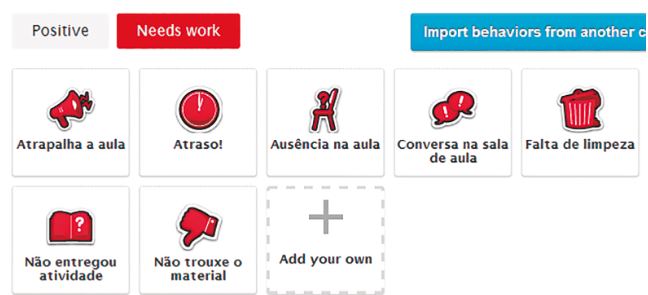 Positive
Needs work
Import behaviors from another c
Atrapalha a aula
Atraso!
Ausência na aula
Conversa na sala
de aula
Falta de limpeza
Não entregou
atividade
Não trouxe o
material
Add your own